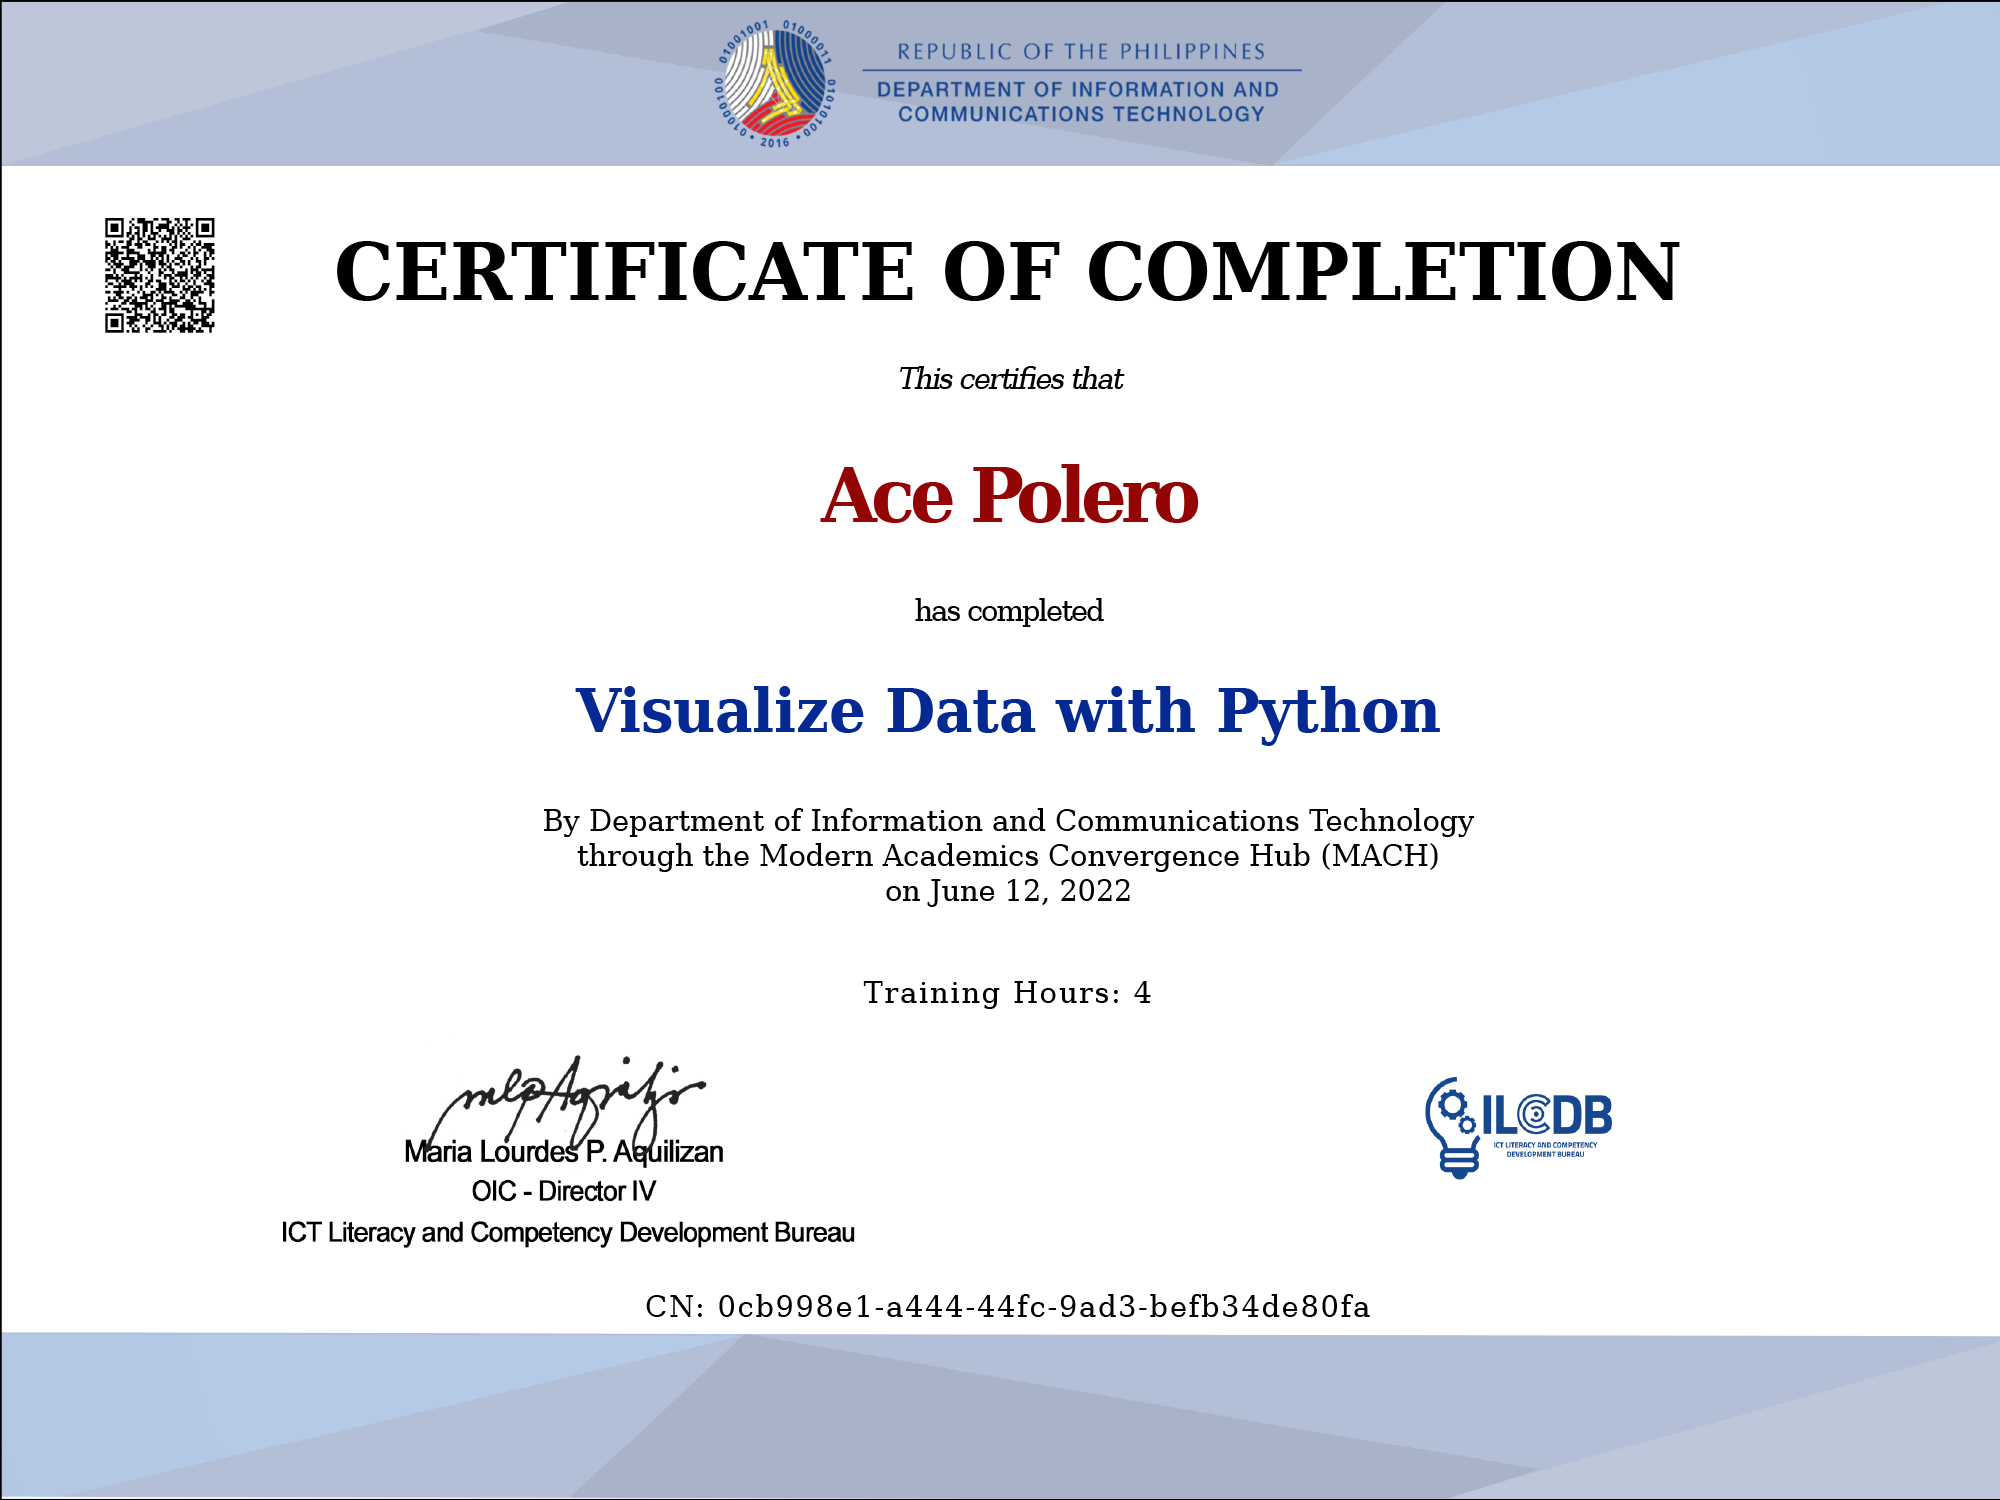 REPUBLIC OF THE PHILIPPINES
DEPARTMENT OF INFORMATION AND
COMMUNICATIONS TECHNOLOGY
01001001 01000011 01010100 • 2016 • 01000100
CERTIFICATE OF COMPLETION
This certifies that
Ace Polero
has completed
Visualize Data with Python
By Department of Information and Communications Technology
through the Modern Academics Convergence Hub (MACH)
on June 12, 2022
Training Hours: 4
Maria Lourdes P. Aquilizan
OIC - Director IV
ICT Literacy and Competency Development Bureau
ILCDB
ICT LITERACY AND COMPETENCY
DEVELOPMENT BUREAU
CN: 0cb998e1-a444-44fc-9ad3-befb34de80fa